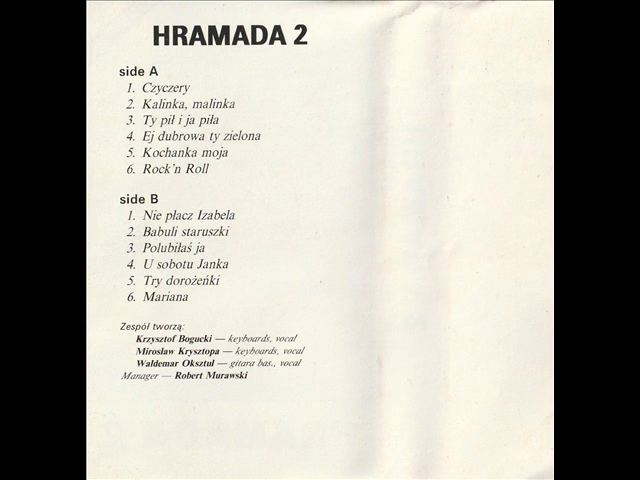 HRAMADA 2
side A
1. Czyczery
2. Kalinka, malinka
3. Ty pił i ja piła
4. Ej dubrowa ty zielona
5. Kochanka moja
6. Rock'n Roll
side B
1. Nie płacz Izabela
2. Babuli staruszki
3. Polubiłaś ja
4. U sobotu Janka
5. Try dorożeńki
6. Mariana
Zespół tworzą:
Krzysztof Bogucki — keyboards, vocal
Mirosław Krysztopa — keyboards, vocal
Waldemar Oksztul — gitara bas., vocal
Manager — Robert Murawski